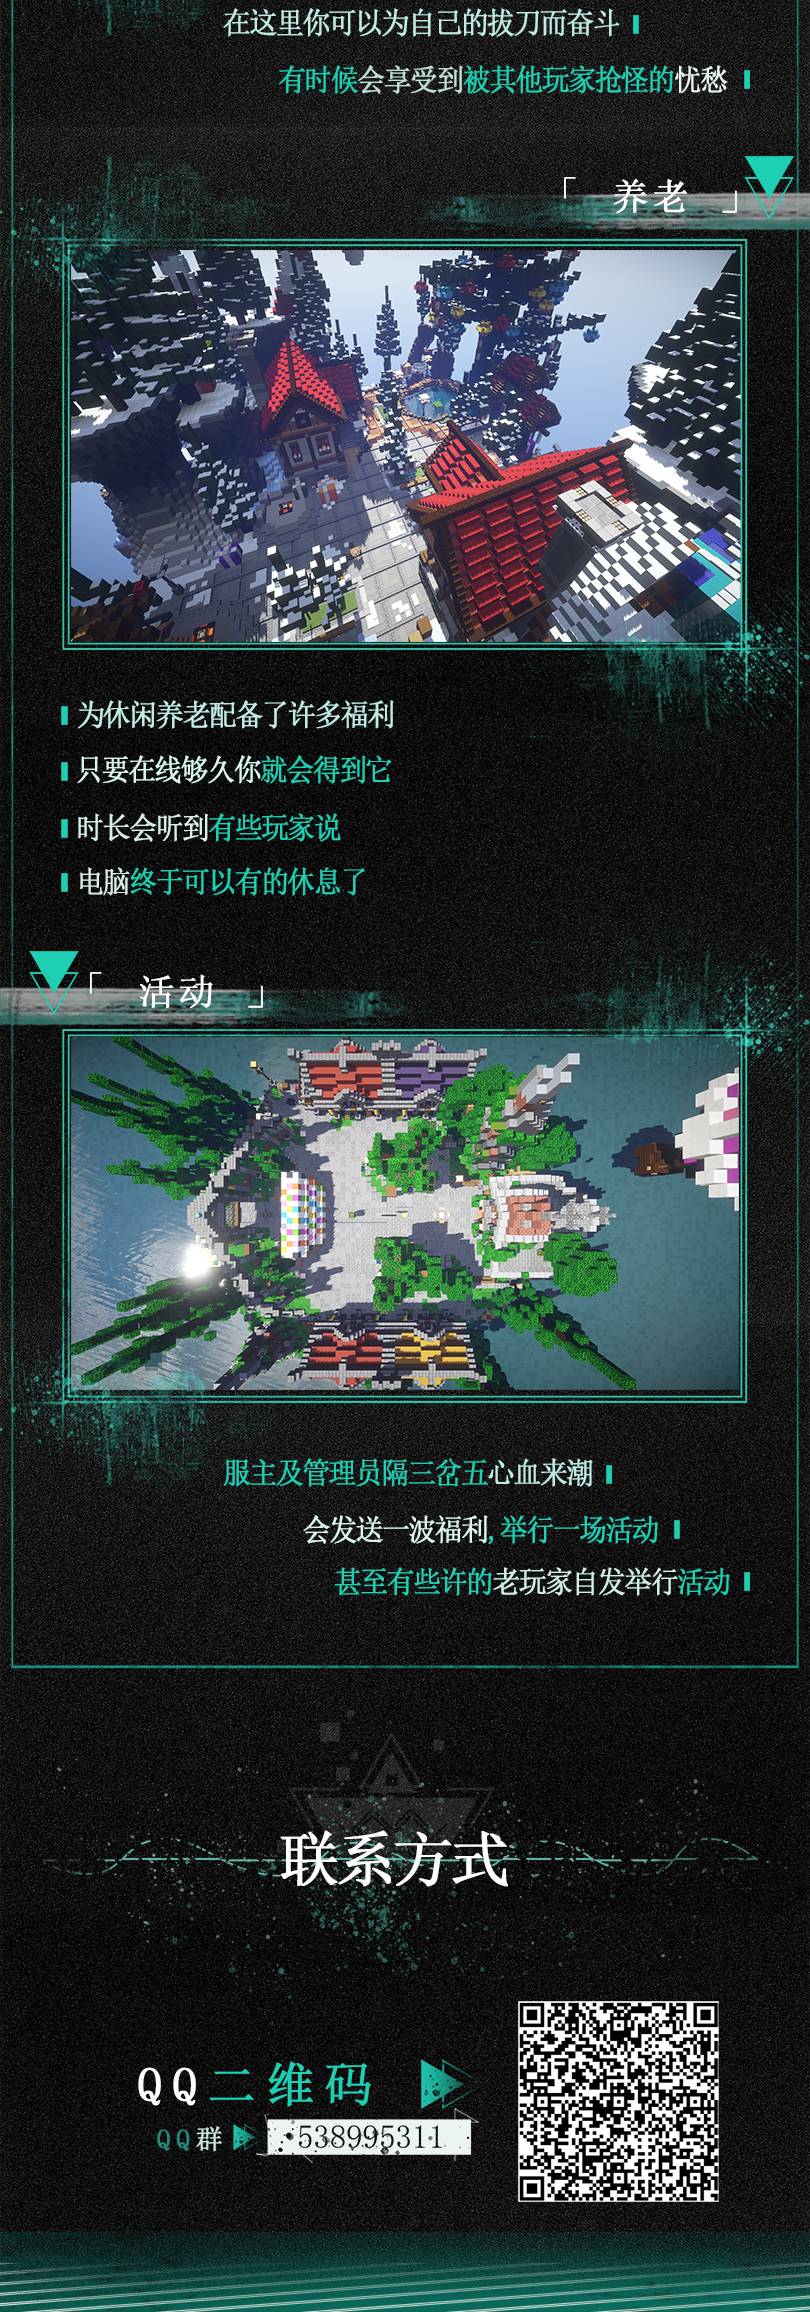 在这里你可以为自己的拔刀而奋斗
有时候会享受到被其他玩家抢怪的忧愁
「 养老 」
为休闲养老配备了许多福利
只要在线够久你就会得到它
时长会听到有些玩家说
电脑终于可以有的休息了
「 活动 」
服主及管理员隔三岔五心血来潮
会发送一波福利, 举行一场活动
甚至有些许的老玩家自发举行活动
联系方式
QQ二维码
QQ群 538995311